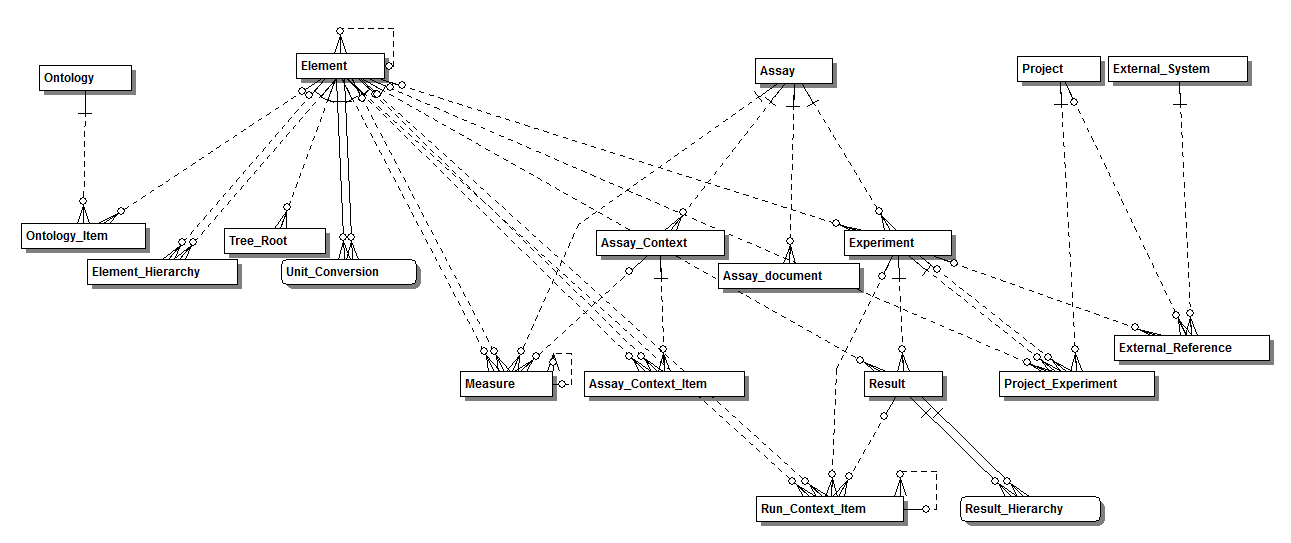 Element
Ontology
Assay
Project
External_System
Ontology_Item
Tree_Root
Assay_Context
Experiment
Element_Hierarchy
Unit_Conversion
Assay_document
External_Reference
Measure
Assay_Context_Item
Result
Project_Experiment
Run_Context_Item
Result_Hierarchy